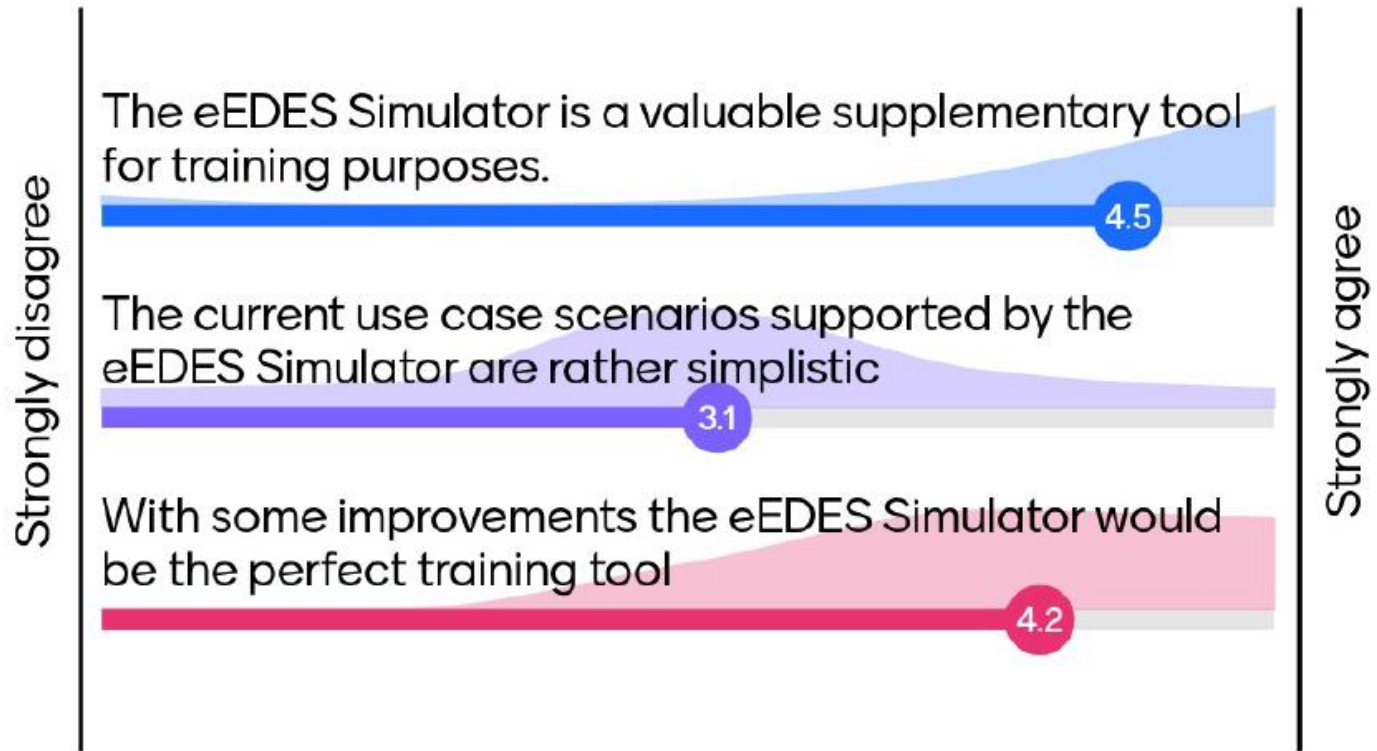 Strongly disagree
The eEDES Simulator is a valuable supplementary tool
for training purposes.
4.5
The current use case scenarios supported by the
eEDES Simulator are rather simplistic
3.1
With some improvements the eEDES Simulator would
be the perfect training tool
4.2
Strongly agree